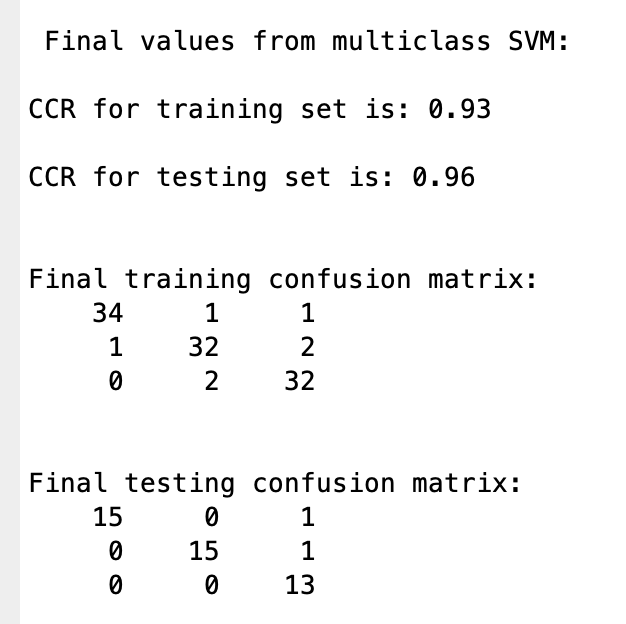 Final values from multiclass SVM:
CCR for training set is: 0.93
CCR for testing set is: 0.96
Final training confusion matrix:
34 1 1
1 32 2
0 2 32
Final testing confusion matrix:
15 0 1
0 15 1
0 0 13